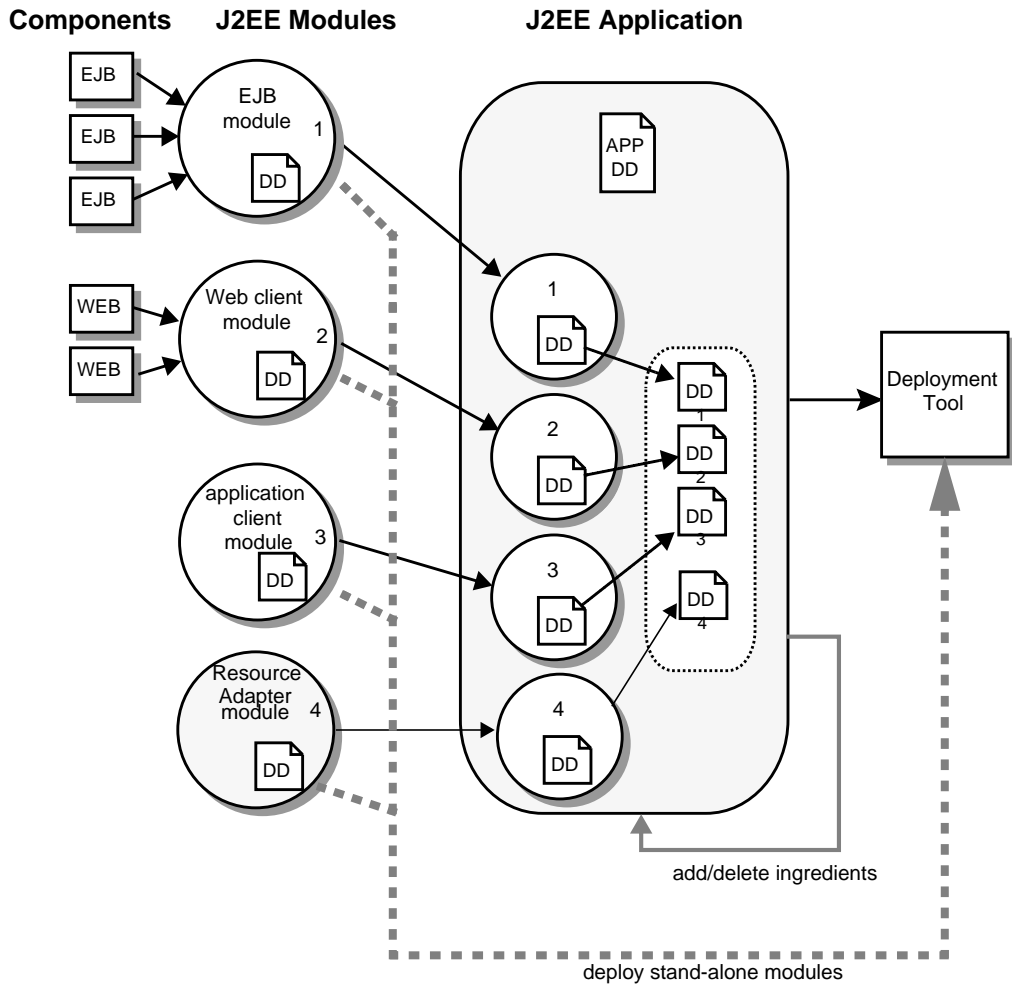 Components
J2EE Modules
J2EE Application
EJB
EJB
EJB
EJB
module
1
DD
WEB
WEB
Web client
module
2
DD
application
client
module
3
DD
Resource
Adapter
module
4
DD
APP
DD
1
DD
2
DD
3
DD
4
DD
DD
1
DD
2
DD
3
DD
4
Deployment
Tool
add/delete ingredients
deploy stand-alone modules